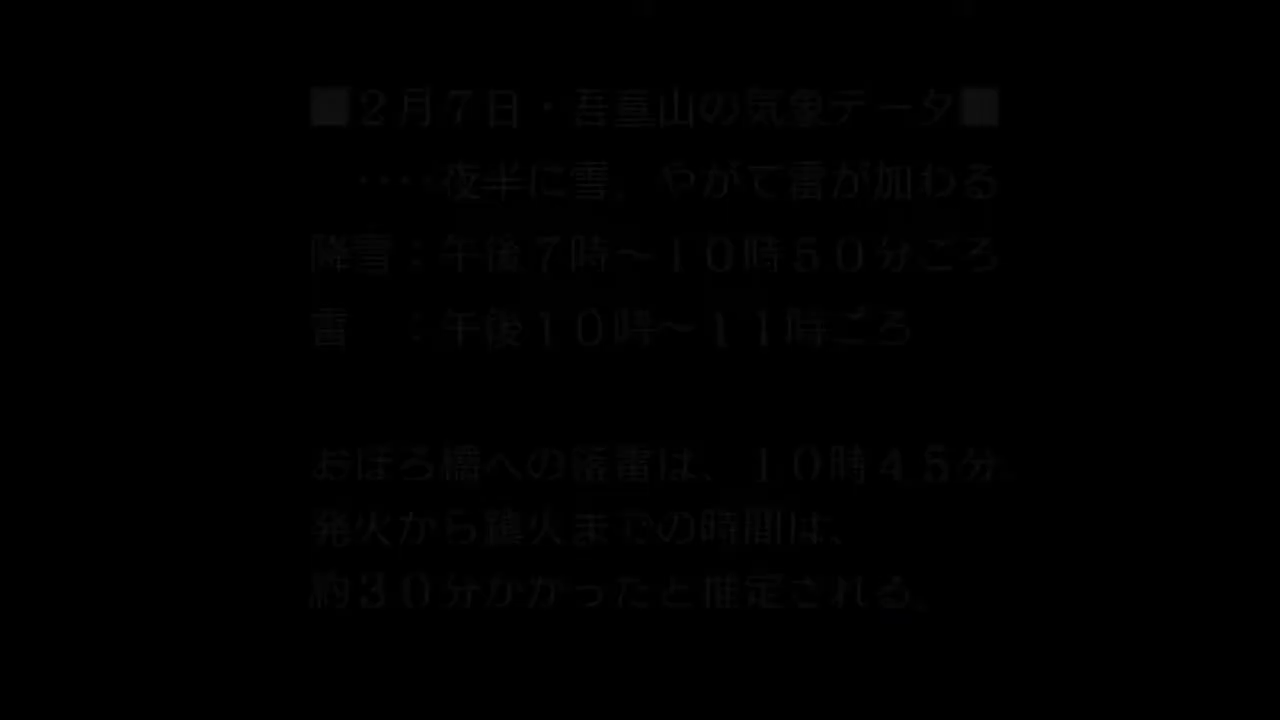 ■２月７日・吾童山の気象データ■
‥‥夜半に雪、やがて雷が加わる
降雪：午後７時～１０時５０分ごろ
雷　：午後１０時～１１時ごろ
おぼろ橋への落雷は、１０時４５分。
発火から鎮火までの時間は、
約３０分かかったと推定される。